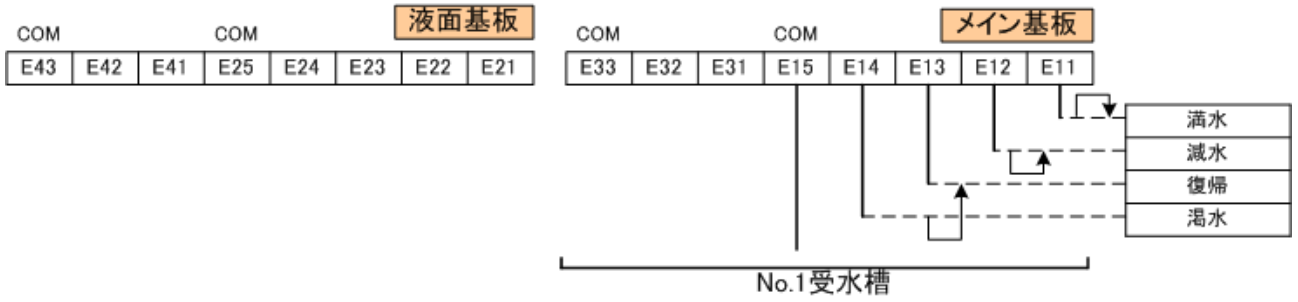 液面基板
メイン基板
COM COM COM COM
E43 E42 E41 E25 E24 E23 E22 E21 E33 E32 E31 E15 E14 E13 E12 E11
満水
減水
復帰
渇水
No.1受水槽